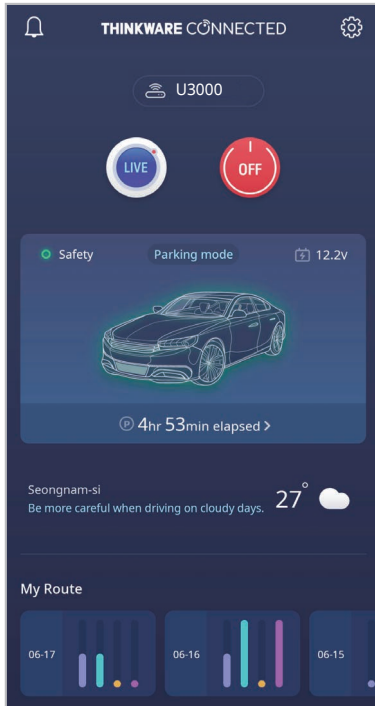 THINKWARE CONNECTED
U3000
LIVE
OFF
Safety
Parking mode
12.2v
P 4hr 53min elapsed >
Seongnam-si
Be more careful when driving on cloudy days.
27°
My Route
06-17
06-16
06-15